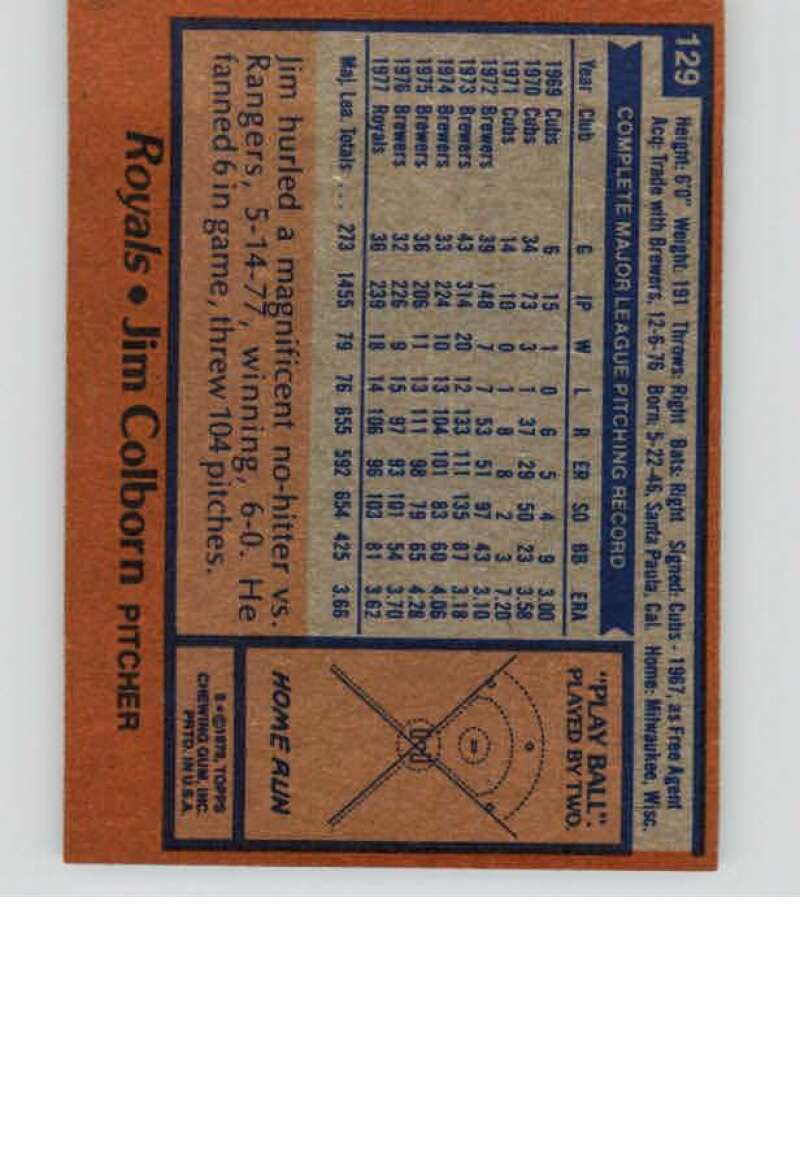 129
Height: 6'0" Weight: 191 Throws: Right Bats: Right Signed: Cubs - 1967, as Free Agent
Acq: Trade with Brewers, 12-6-76 Born: 5-22-46, Santa Paula, Cal. Home: Milwaukee, Wisc.
COMPLETE MAJOR LEAGUE PITCHING RECORD
Year Club G IP W L R ER SO BB ERA
1969 Cubs 6 15 1 0 6 5 4 9 3.00
1970 Cubs 34 73 3 1 37 29 50 23 3.58
1971 Cubs 14 10 0 1 8 8 2 3 7.20
1972 Brewers 39 148 7 7 53 51 97 43 3.10
1973 Brewers 43 314 20 12 133 111 135 87 3.18
1974 Brewers 33 224 10 13 104 101 83 60 4.06
1975 Brewers 36 206 11 13 111 98 79 65 4.28
1976 Brewers 32 226 9 15 97 93 101 54 3.70
1977 Royals 36 239 18 14 106 96 103 81 3.62
Maj. Lea. Totals . . . 273 1455 79 76 655 592 654 425 3.66
Jim hurled a magnificent no-hitter vs.
Rangers, 5-14-77, winning, 6-0. He
fanned 6 in game, threw 104 pitches.
"PLAY BALL"
PLAYED BY TWO.
HOME RUN
©1978, TOPPS
CHEWING GUM, INC.
PRTD. IN U.S.A.
Royals • Jim Colborn PITCHER